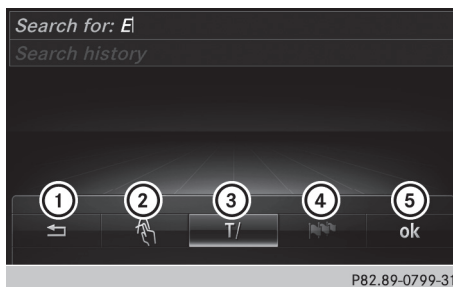 Search for: E
Search history
1 2 3 4 5
T/ ok
P82.89-0799-31